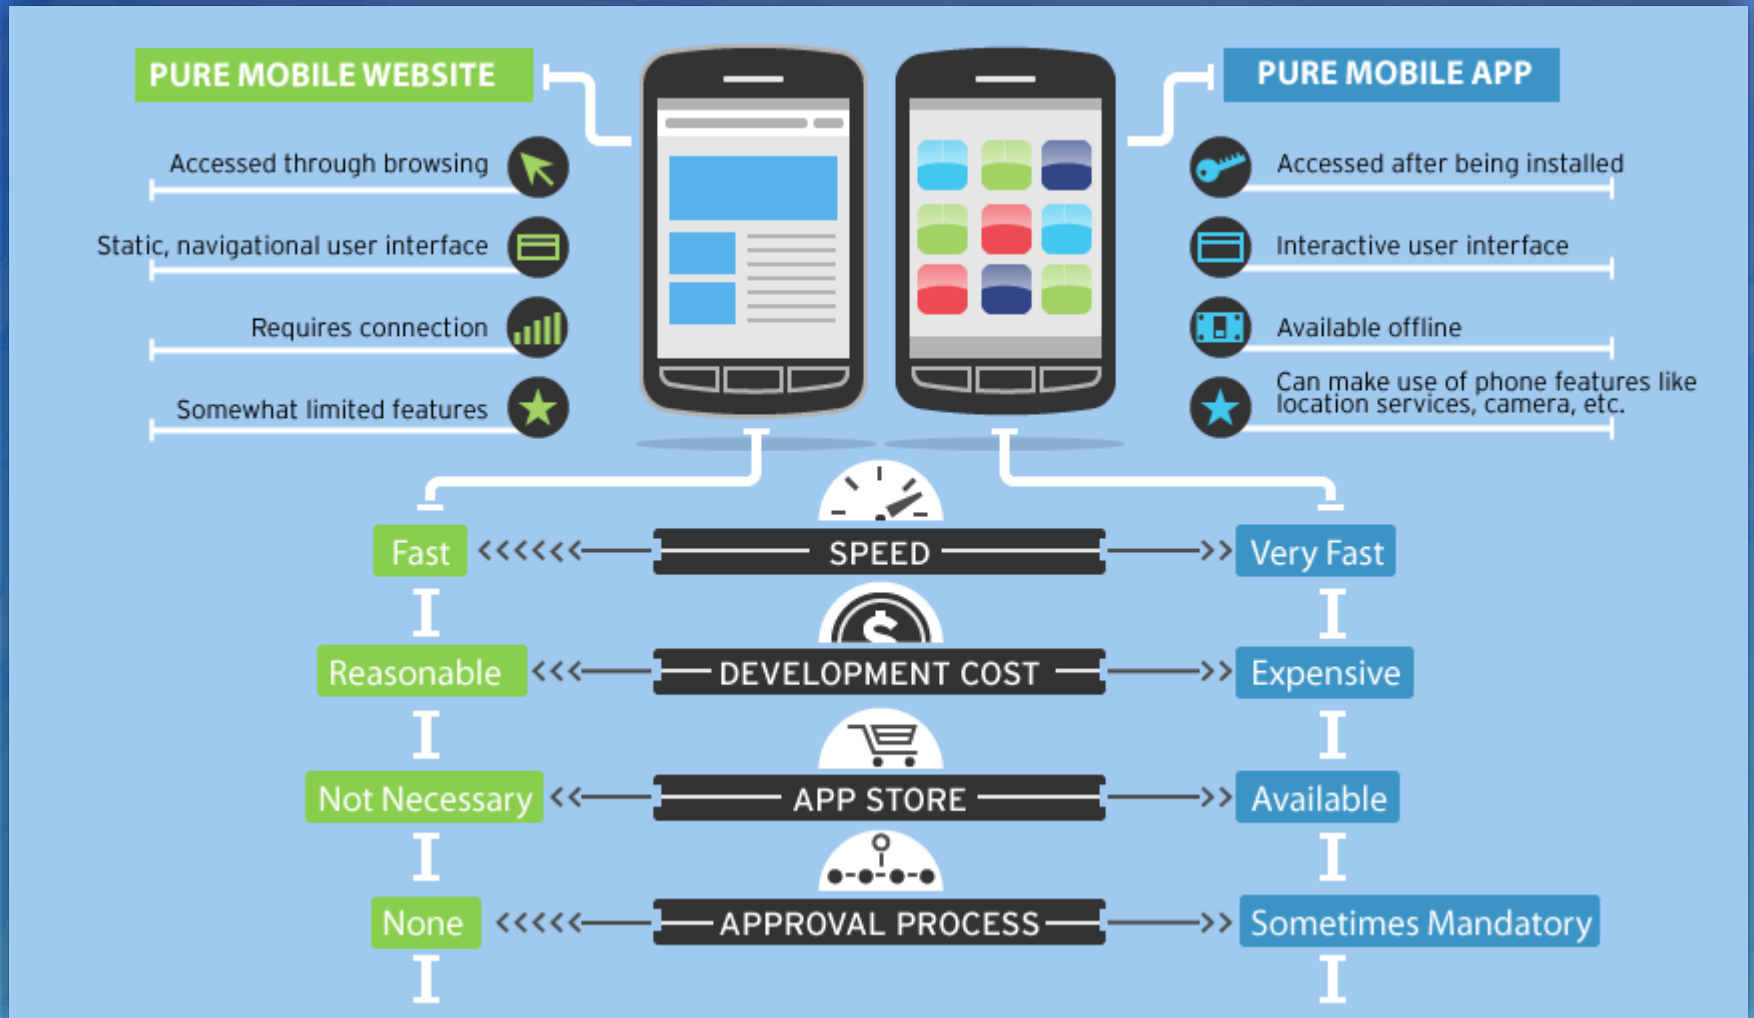 PURE MOBILE WEBSITE
Accessed through browsing
Static, navigational user interface
Requires connection
Somewhat limited features
PURE MOBILE APP
Accessed after being installed
Interactive user interface
Available offline
Can make use of phone features like
location services, camera, etc.
Fast
SPEED
Very Fast
Reasonable
$
DEVELOPMENT COST
Expensive
Not Necessary
APP STORE
Available
None
APPROVAL PROCESS
Sometimes Mandatory